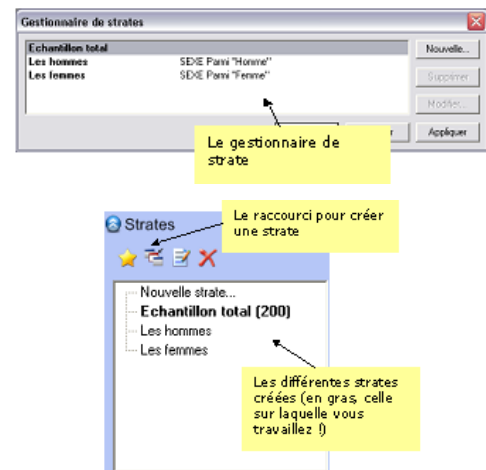 Gestionnaire de strates
Echantillon total
Les hommes SEXE Parmi "Homme"
Les femmes SEXE Parmi "Femme"
Nouvelle...
Supprimer
Modifier...
Appliquer
Le gestionnaire de
strate
Strates
Le raccourci pour créer
une strate
Nouvelle strate...
Echantillon total (200)
Les hommes
Les femmes
Les différentes strates
créées (en gras, celle
sur laquelle vous
travaillez !)